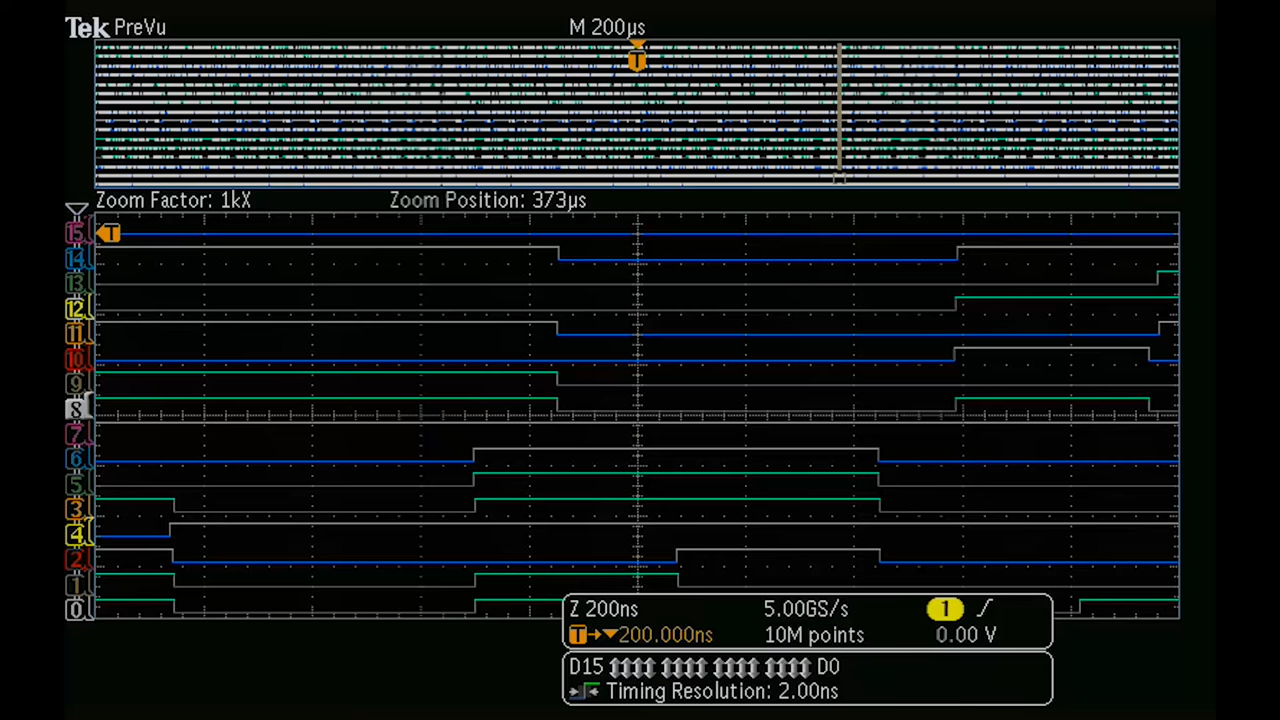 Tek PreVu M 200µs
T
Zoom Factor: 1kX Zoom Position: 373µs
15 T
14
13
12
11
10
9
8
7
6
5
3
4
2
1
0
Z 200ns 5.00GS/s 1
T→▼200.000ns 10M points 0.00 V
D15 D0
Timing Resolution: 2.00ns